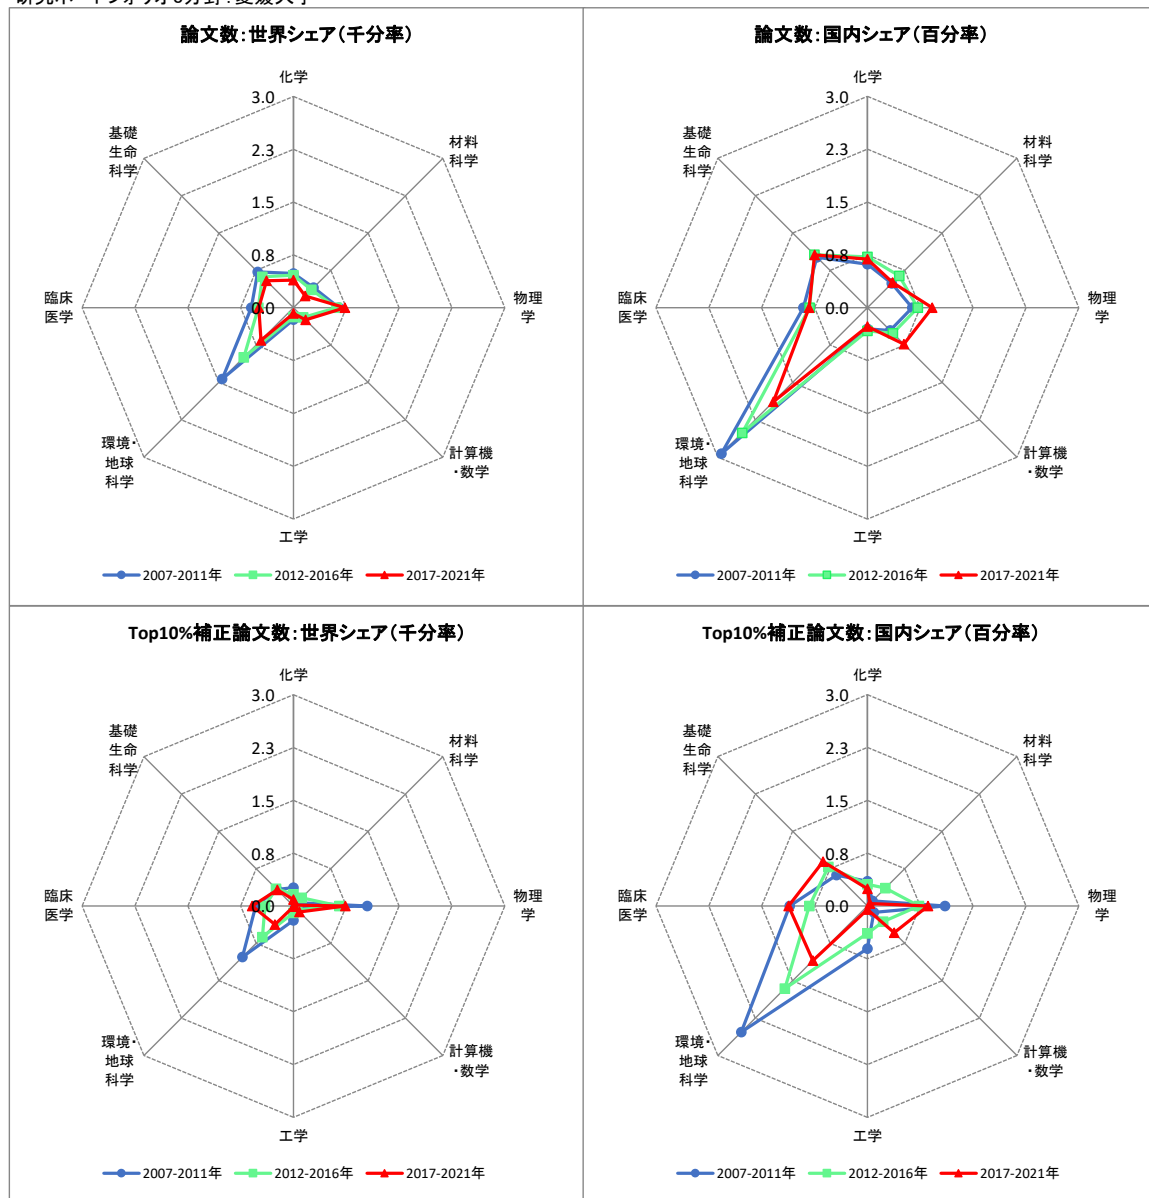 論文数：世界シェア（千分率）
化学
3.0
2.3
1.5
0.8
0.0
材料
科学
物理
学
計算機
・数学
工学
環境・
地球
科学
臨床
医学
基礎
生命
科学
2007-2011年 2012-2016年 2017-2021年
論文数：国内シェア（百分率）
化学
3.0
2.3
1.5
0.8
0.0
材料
科学
物理
学
計算機
・数学
工学
環境・
地球
科学
臨床
医学
基礎
生命
科学
2007-2011年 2012-2016年 2017-2021年
Top10%補正論文数：世界シェア（千分率）
化学
3.0
2.3
1.5
0.8
0.0
材料
科学
物理
学
計算機
・数学
工学
環境・
地球
科学
臨床
医学
基礎
生命
科学
2007-2011年 2012-2016年 2017-2021年
Top10%補正論文数：国内シェア（百分率）
化学
3.0
2.3
1.5
0.8
0.0
材料
科学
物理
学
計算機
・数学
工学
環境・
地球
科学
臨床
医学
基礎
生命
科学
2007-2011年 2012-2016年 2017-2021年